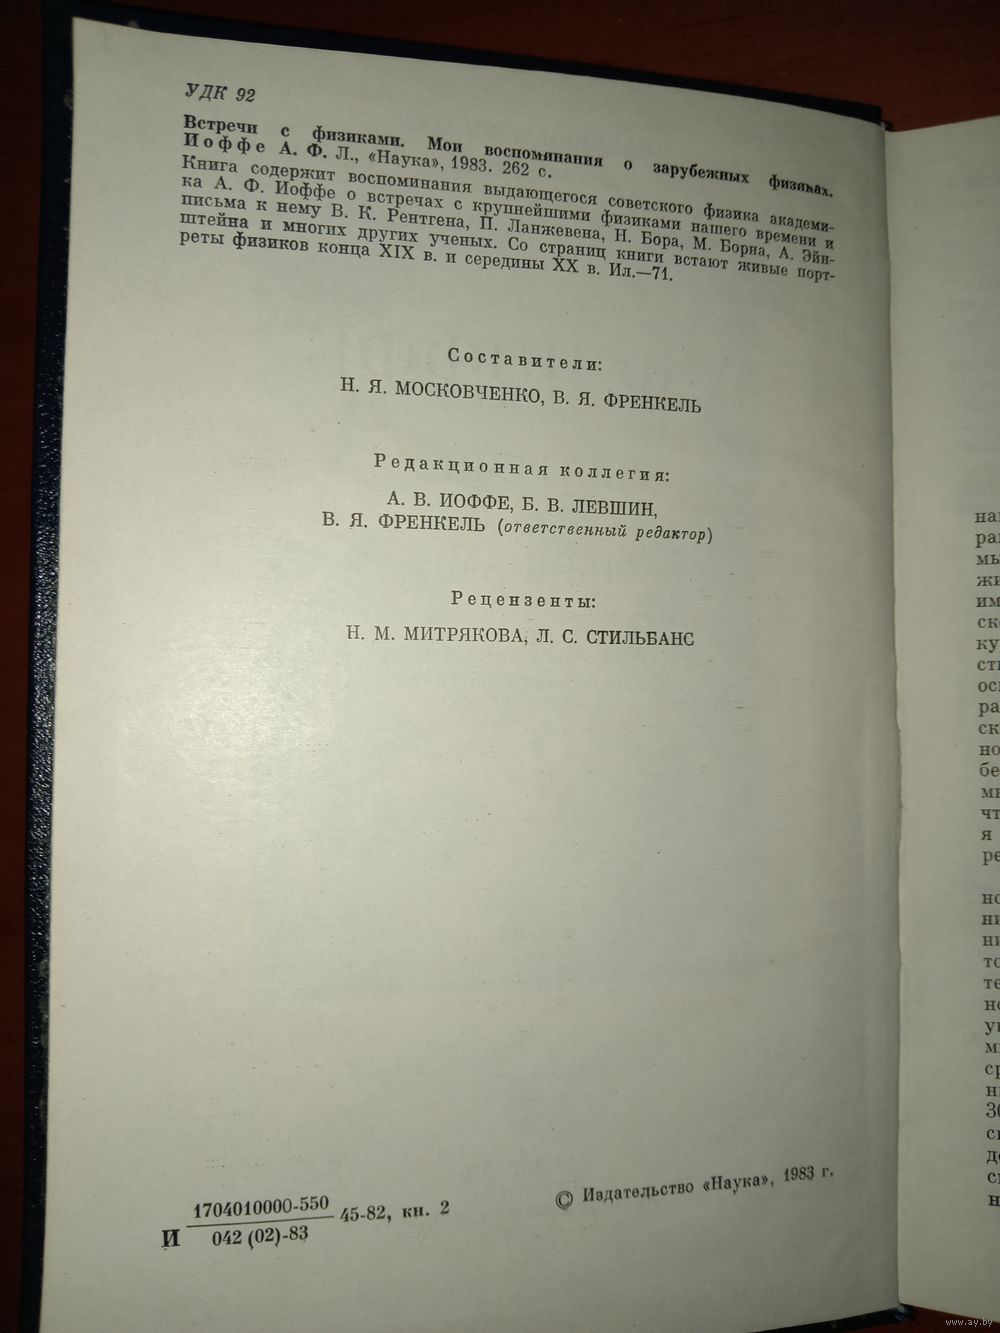 УДК 92
Встречи с физиками. Мои воспоминания о зарубежных физиках.
Иоффе А. Ф. Л., «Наука», 1983. 262 с.
Книга содержит воспоминания выдающегося советского физика академи-
ка А. Ф. Иоффе о встречах с крупнейшими физиками нашего времени и
письма к нему В. К. Рентгена, П. Ланжевена, Н. Бора, М. Борна, А. Эйн-
штейна и многих других ученых. Со страниц книги встают живые порт-
реты физиков конца XIX в. и середины XX в. Ил.—71.
Составители:
Н. Я. МОСКОВЧЕНКО, В. Я. ФРЕНКЕЛЬ
Редакционная коллегия:
А. В. ИОФФЕ, Б. В. ЛЕВШИН,
В. Я. ФРЕНКЕЛЬ (ответственный редактор)
Рецензенты:
Н. М. МИТРЯКОВА, Л. С. СТИЛЬБАНС
И 1704010000-550
042 (02)-83 45-82, кн. 2
© Издательство «Наука», 1983 г.
www.ay.by